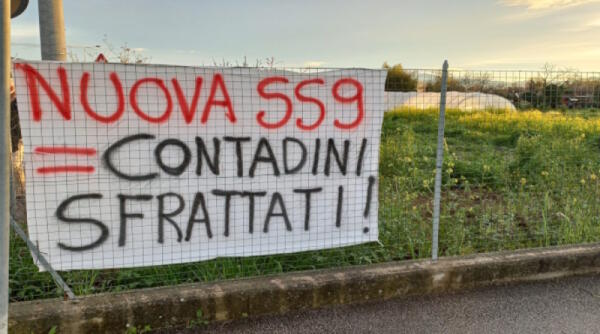 NUOVA SS9
= CONTADINI
SFRATTATI!